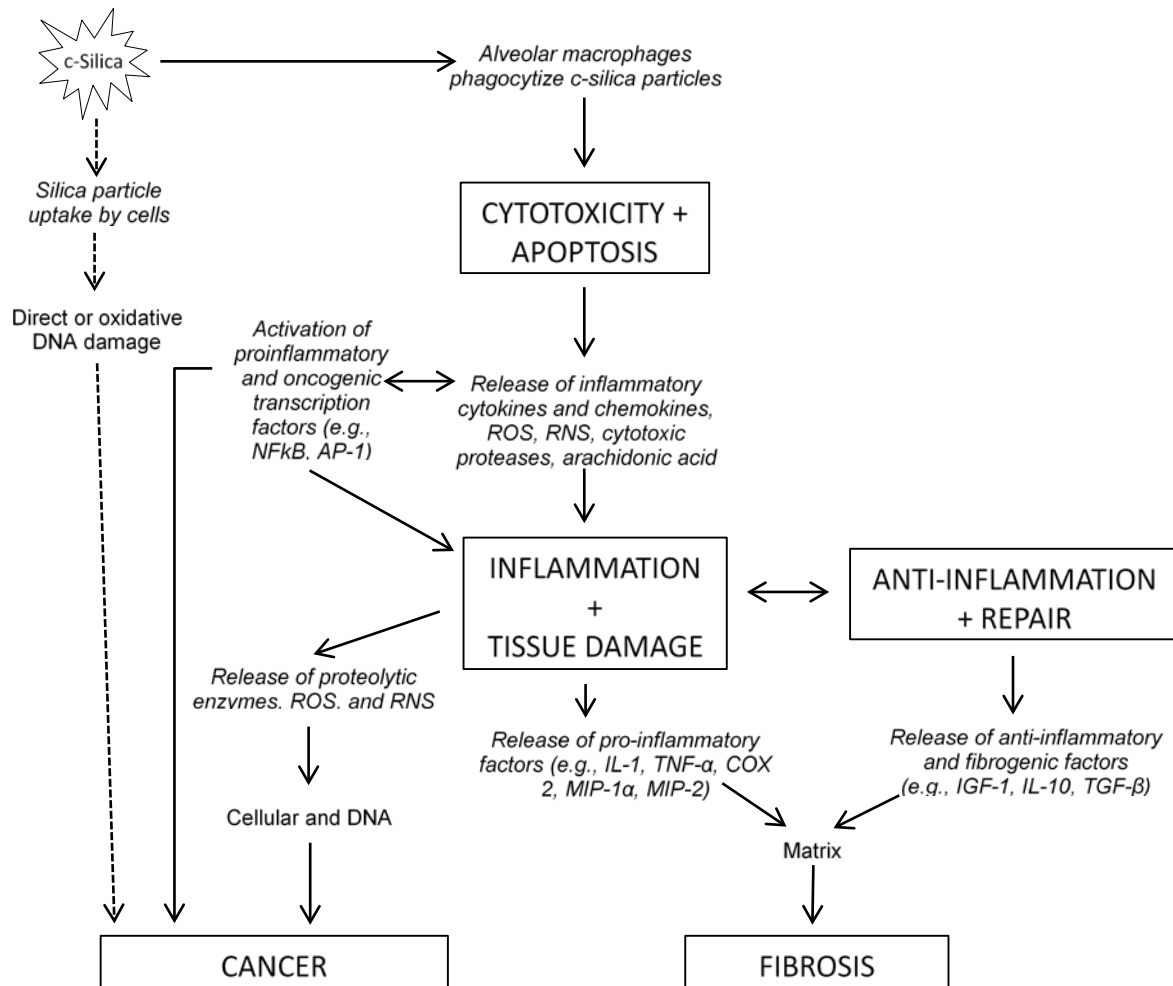 c-Silica
Alveolar macrophages
phagocytize c-silica particles
Silica particle
uptake by cells
CYTOTOXICITY +
APOPTOSIS
Direct or oxidative
DNA damage
Activation of
proinflammatory
and oncogenic
transcription
factors (e.g.,
NFkB, AP-1)
Release of inflammatory
cytokines and chemokines,
ROS, RNS, cytotoxic
proteases, arachidonic acid
INFLAMMATION
+
TISSUE DAMAGE
ANTI-INFLAMMATION
+ REPAIR
Release of proteolytic
enzymes, ROS, and RNS
Release of pro-inflammatory
factors (e.g., IL-1, TNF-α, COX
2, MIP-1α, MIP-2)
Release of anti-inflammatory
and fibrogenic factors
(e.g., IGF-1, IL-10, TGF-β)
Cellular and DNA
Matrix
CANCER
FIBROSIS